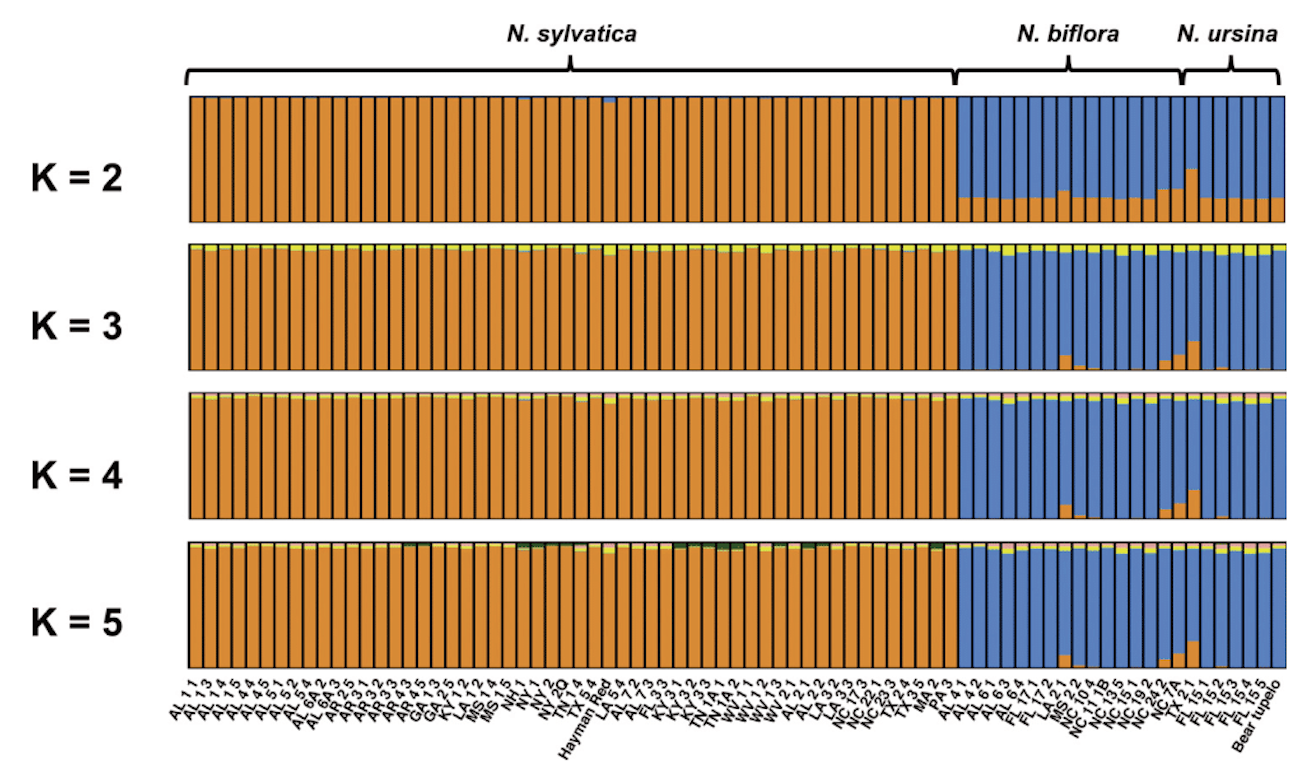 N. sylvatica N. biflora N. ursina
K = 2
K = 3
K = 4
K = 5
AL 1 1
AL 1 3
AL 1 4
AL 1 5
AL 4 4
AL 4 5
AL 5 1
AL 5 2
AL 5 4
AL 6A 2
AL 6A 3
AR 2 5
AR 3 1
AR 3 2
AR 3 3
AR 4 3
AR 4 5
GA 1 3
GA 2 5
KY 1 2
LA 1 2
MS 1 4
MS 1 5
NH 1
NY 1
NY 2
NY 2Q
TN 1 4
TX 5 4
Hayman Red
LA 5 4
AL 7 2
AL 7 3
FL 3 3
KY 3 1
KY 3 2
KY 3 3
TN 1A 1
TN 1A 2
WV 1 1
WV 1 2
WV 1 3
WV 2 1
AL 2 1
AL 2 2
LA 3 2
LA 3 3
NC 17 3
NC 22 1
NC 23 3
TX 2 4
TX 3 5
MA 2
PA 3
AL 4 1
AL 4 2
AL 6 1
AL 6 3
AL 6 4
FL 17 1
FL 17 2
LA 2 1
MS 2 2
NC 10 4
NC 11 1B
NC 13 5
NC 15 1
NC 19 2
NC 24 2
NC 7A
TX 2 1
FL 15 1
FL 15 2
FL 15 3
FL 15 4
FL 15 5
Bear tupelo